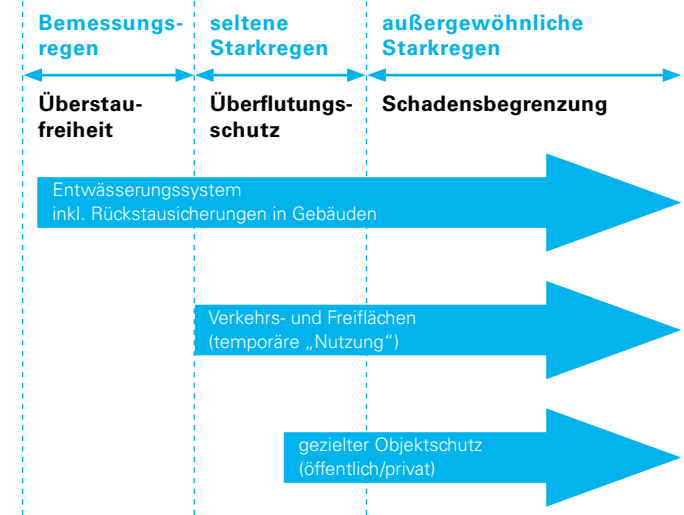 Bemessungs-
regen
seltene
Starkregen
außergewöhnliche
Starkregen
Überstau-
freiheit
Überflutungs-
schutz
Schadensbegrenzung
Entwässerungssystem
inkl. Rückstausicherungen in Gebäuden
Verkehrs- und Freiflächen
(temporäre „Nutzung“)
gezielter Objektschutz
(öffentlich/privat)